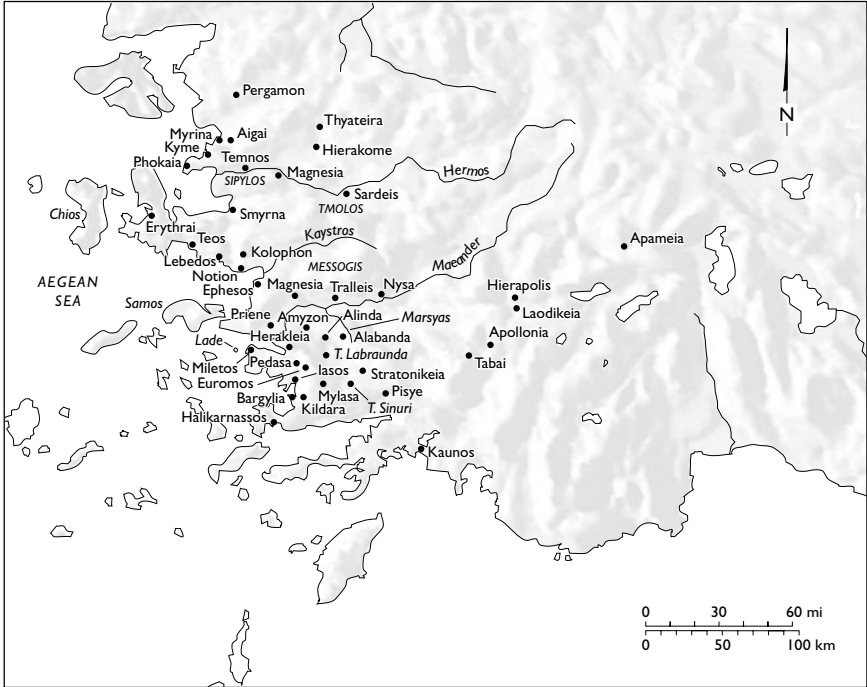 N
Pergamon
Thyateira
Myrina
Aigai
Kyme
Hierakome
Temnos
Phokaia
Magnesia
Hermos
SIPYLOS
Sardeis
TMOLOS
Chios
Smyrna
Erythrai
Teos
Kaystros
Kolophon
Lebedos
Maeander
Apameia
MESSOGIS
Notion
AEGEAN
SEA
Ephesos
Magnesia
Tralleis
Nysa
Hierapolis
Samos
Laodikeia
Priene
Amyzon
Alinda
Marsyas
Herakleia
Alabanda
Apollonia
Lade
T. Labraunda
Tabai
Miletos
Pedasa
Iasos
Stratonikeia
Euromos
Bargylia
Mylasa
Pisye
Kildara
T. Sinuri
Halikarnassos
Kaunos
0 30 60 mi
0 50 100 km